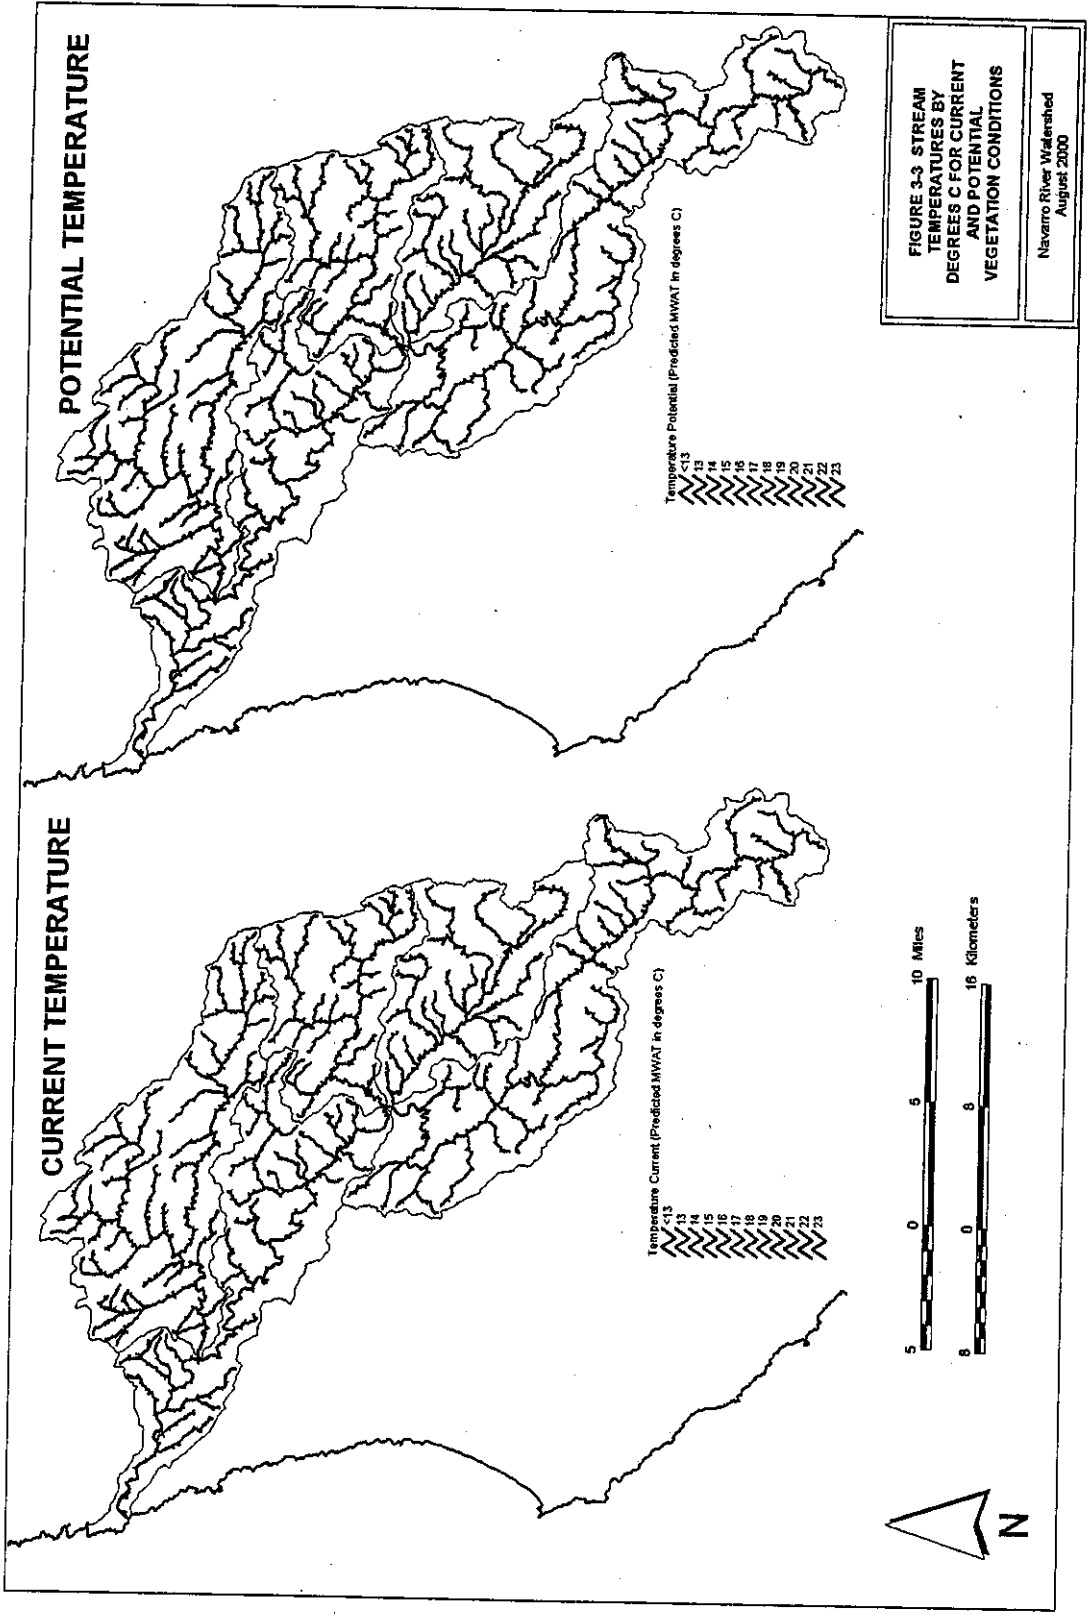 CURRENT TEMPERATURE
Temperature Current (Predicted MWAT in degrees C)
<13
13
14
15
16
17
18
19
20
21
22
23
POTENTIAL TEMPERATURE
Temperature Potential (Predicted MWAT in degrees C)
<13
13
14
15
16
17
18
19
20
21
22
23
N
5 0 5 10 Miles
8 0 8 16 Kilometers
FIGURE 3-3 STREAM
TEMPERATURES BY
DEGREES C FOR CURRENT
AND POTENTIAL
VEGETATION CONDITIONS
Navarro River Watershed
August 2000